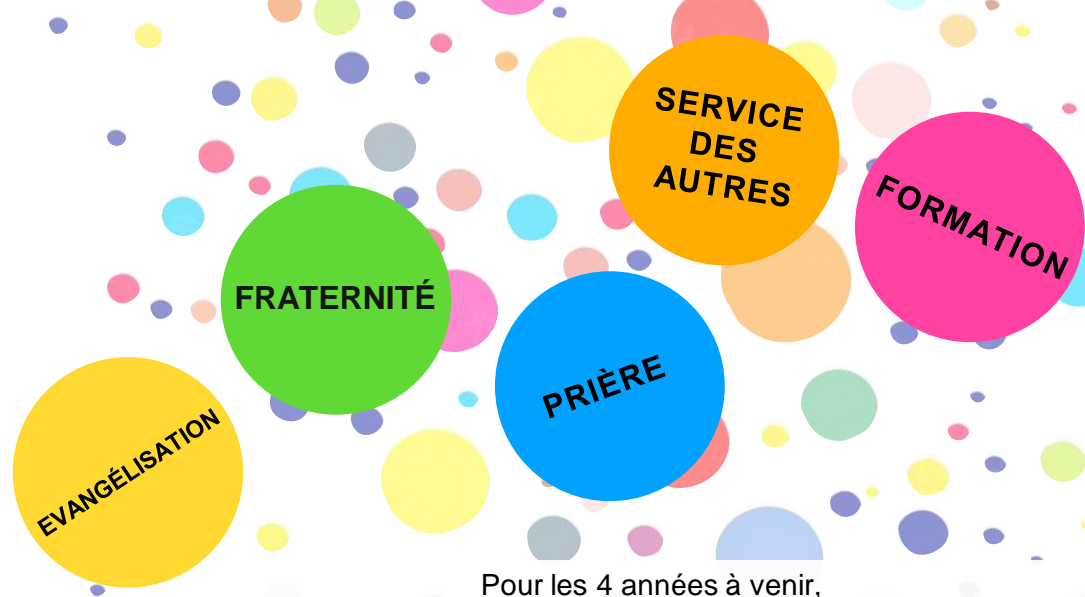 SERVICE
DES
AUTRES
FORMATION
FRATERNITÉ
PRIÈRE
EVANGÉLISATION
Pour les 4 années à venir,